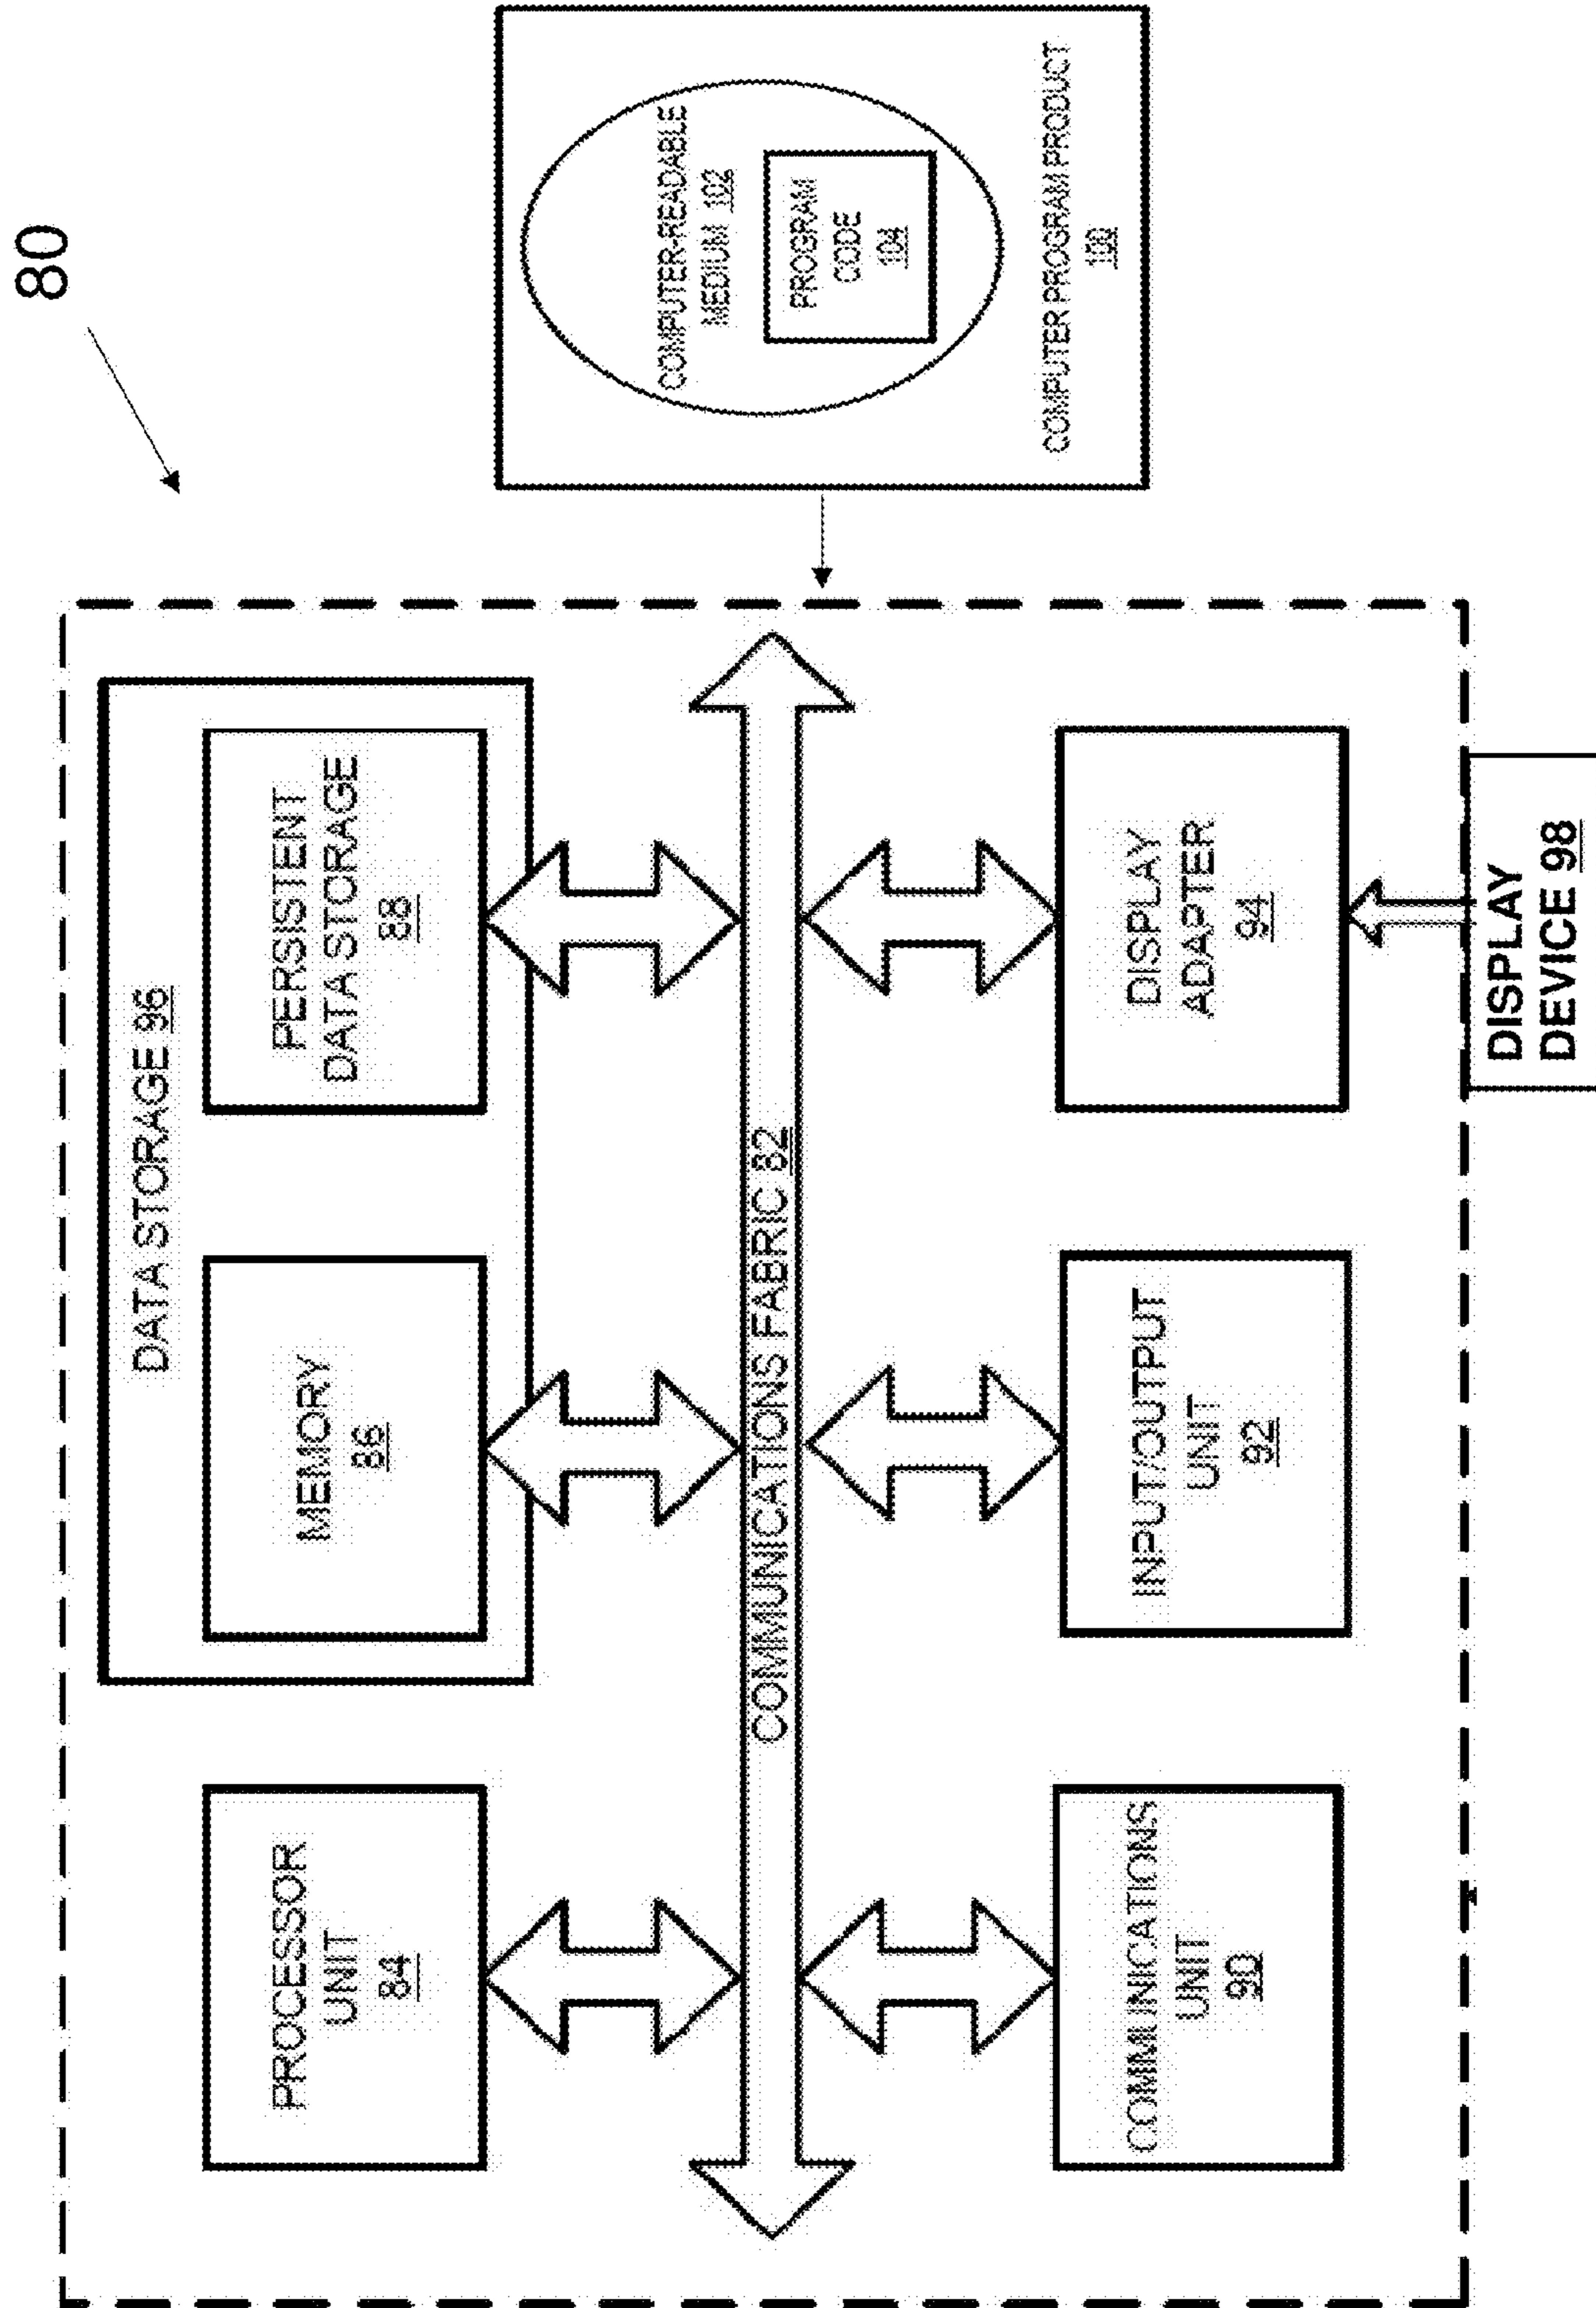 80
DATA STORAGE 96
PROCESSOR
UNIT
84
MEMORY
86
PERSISTENT
DATA STORAGE
88
COMMUNICATIONS FABRIC 82
COMMUNICATIONS
UNIT
90
INPUT/OUTPUT
UNIT
92
DISPLAY
ADAPTER
94
DISPLAY
DEVICE 98
COMPUTER-READABLE
MEDIUM 102
PROGRAM
CODE
104
COMPUTER PROGRAM PRODUCT
100